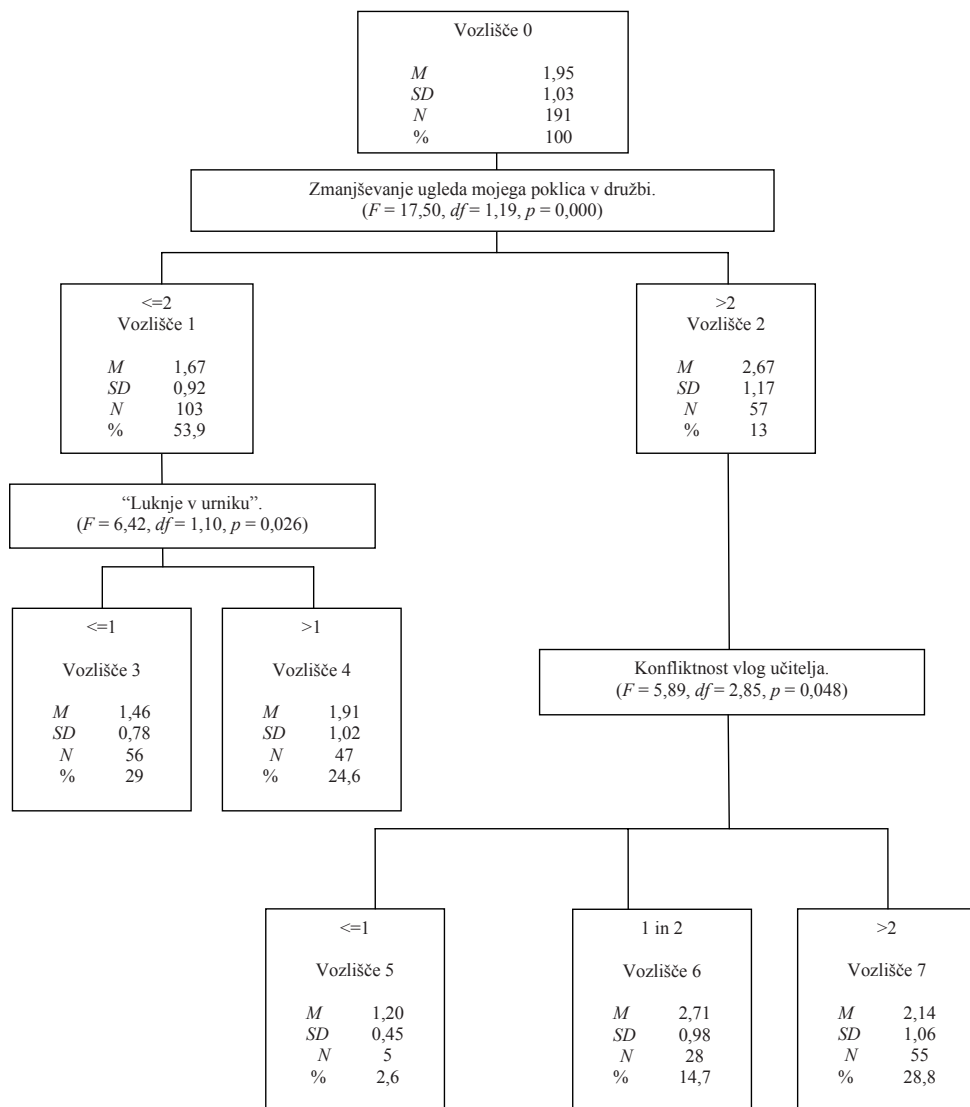 Vozlišče 0
M 1,95
SD 1,03
N 191
% 100
Zmanjševanje ugleda mojega poklica v družbi.
(F = 17,50, df = 1,19, p = 0,000)
<=2
Vozlišče 1
M 1,67
SD 0,92
N 103
% 53,9
>2
Vozlišče 2
M 2,67
SD 1,17
N 57
% 13
“Luknje v urniku”.
(F = 6,42, df = 1,10, p = 0,026)
<=1
Vozlišče 3
M 1,46
SD 0,78
N 56
% 29
>1
Vozlišče 4
M 1,91
SD 1,02
N 47
% 24,6
Konfliktnost vlog učitelja.
(F = 5,89, df = 2,85, p = 0,048)
<=1
Vozlišče 5
M 1,20
SD 0,45
N 5
% 2,6
1 in 2
Vozlišče 6
M 2,71
SD 0,98
N 28
% 14,7
>2
Vozlišče 7
M 2,14
SD 1,06
N 55
% 28,8